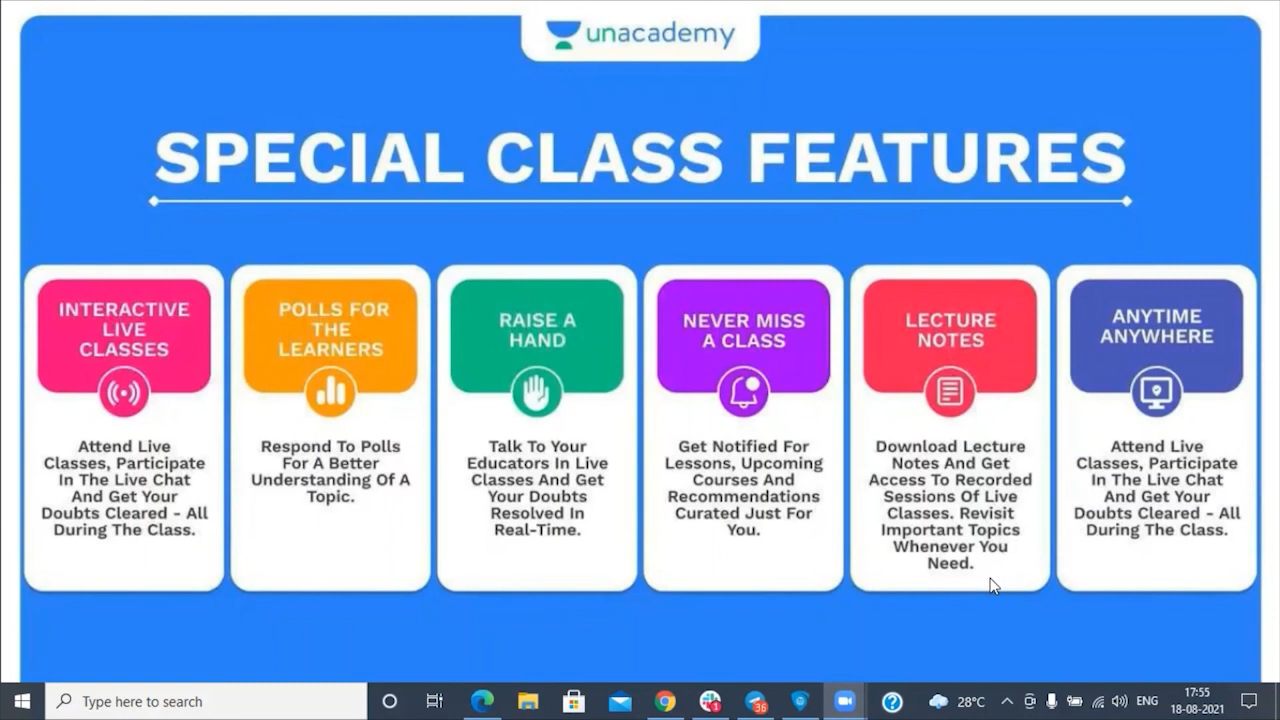 unacademy
SPECIAL CLASS FEATURES
INTERACTIVE
LIVE
CLASSES
Attend Live
Classes, Participate
In The Live Chat
And Get Your
Doubts Cleared - All
During The Class.
POLLS FOR
THE
LEARNERS
Respond To Polls
For A Better
Understanding Of A
Topic.
RAISE A
HAND
Talk To Your
Educators In Live
Classes And Get
Your Doubts
Resolved In
Real-Time.
NEVER MISS
A CLASS
Get Notified For
Lessons, Upcoming
Courses And
Recommendations
Curated Just For
You.
LECTURE
NOTES
Download Lecture
Notes And Get
Access To Recorded
Sessions Of Live
Classes. Revisit
Important Topics
Whenever You
Need.
ANYTIME
ANYWHERE
Attend Live
Classes, Participate
In The Live Chat
And Get Your
Doubts Cleared - All
During The Class.
Type here to search
1
36
28°C
ENG
17:55
18-08-2021